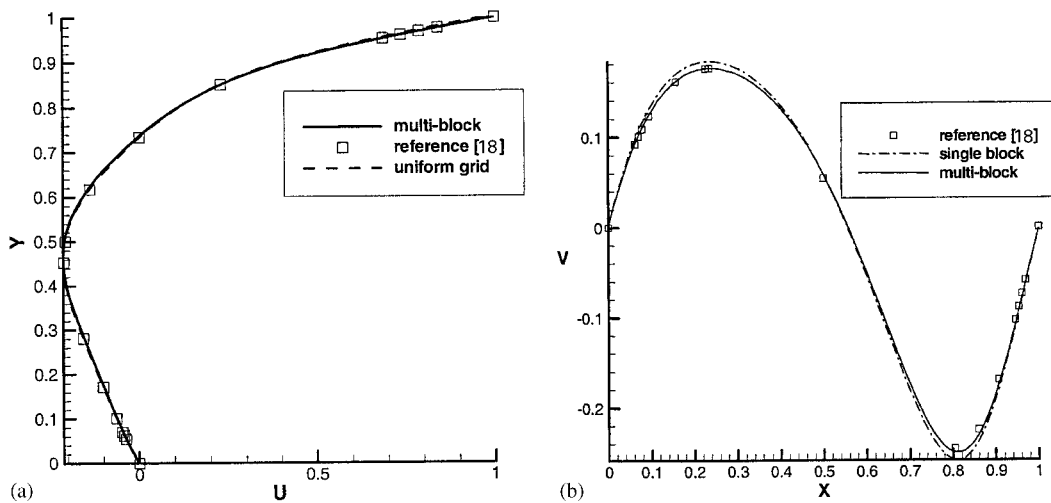 1
0.9
0.8
0.7
0.6
0.5
0.4
0.3
0.2
0.1
0
Y
0
0.5
1
U
multi-block
reference [18]
uniform grid
(a)
0.1
0
-0.1
-0.2
V
0
0.1
0.2
0.3
0.4
0.5
0.6
0.7
0.8
0.9
1
X
reference [18]
single block
multi-block
(b)